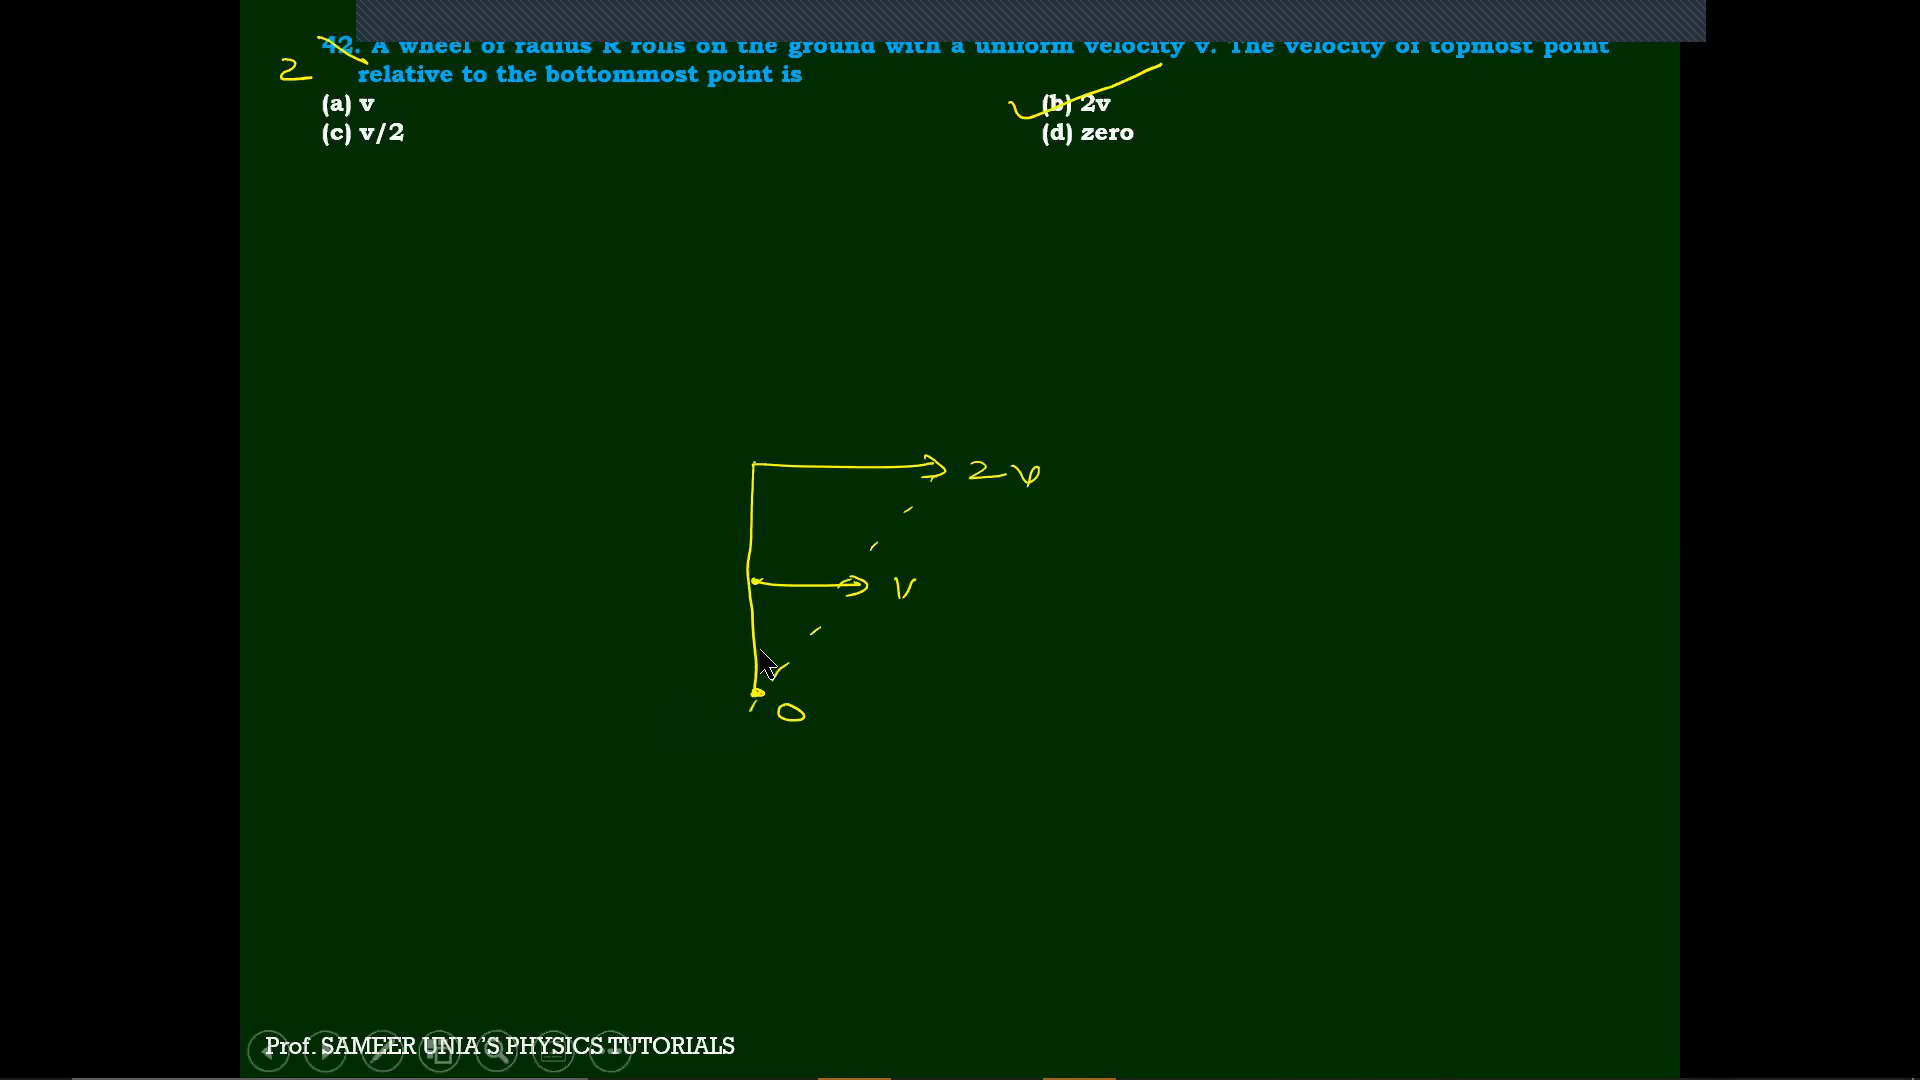 42. A wheel of radius R rolls on the ground with a uniform velocity v. The velocity of topmost point
2 relative to the bottommost point is
(a) v (b) 2v
(c) v/2 (d) zero
2v
v
0
Prof. SAMEER UNIA'S PHYSICS TUTORIALS